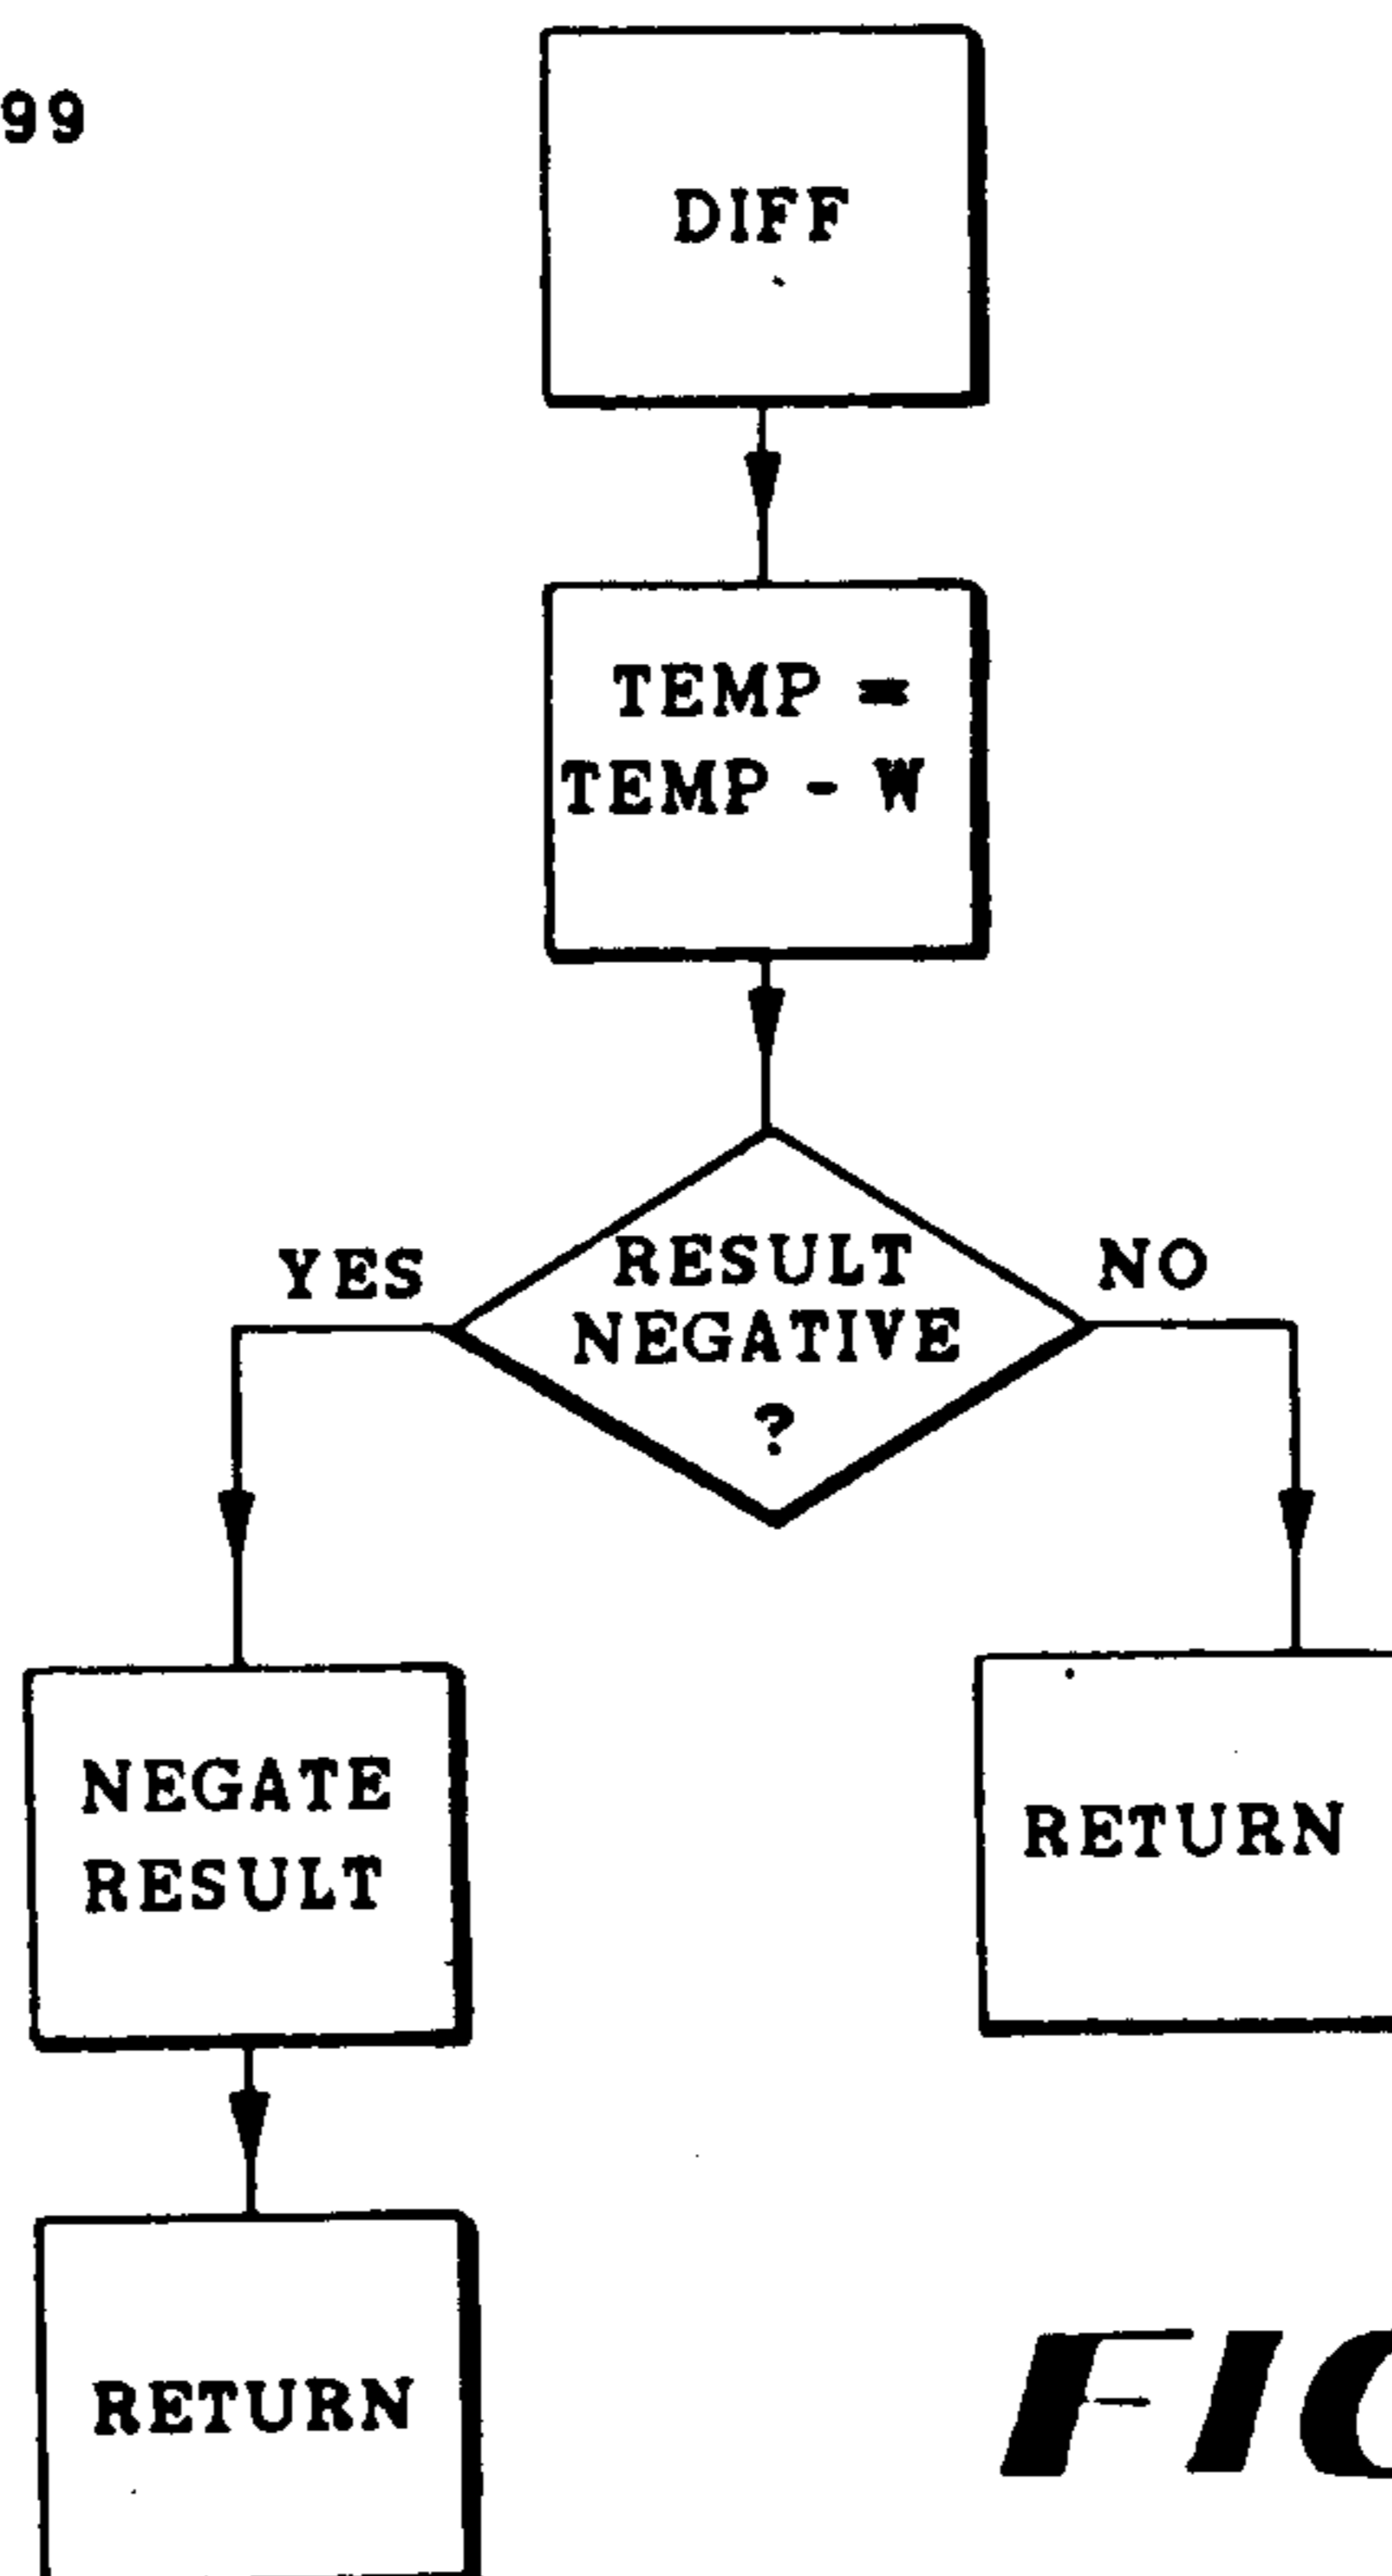 99
DIFF
TEMP =
TEMP - W
YES
RESULT
NEGATIVE
?
NO
NEGATE
RESULT
RETURN
RETURN